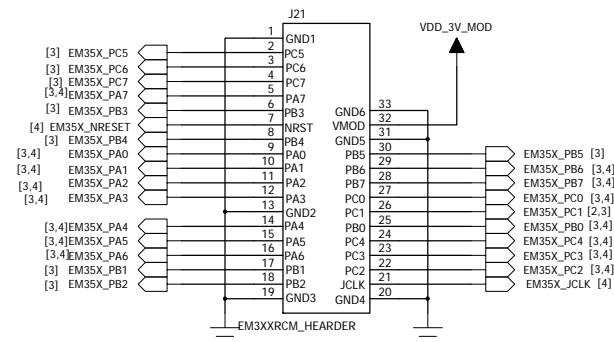 J21
VDD_3V_MOD
1 GND1
[3] EM35X_PC5 2 PC5
[3] EM35X_PC6 3 PC6
[3] EM35X_PC7 4 PC7
[3,4] EM35X_PA7 5 PA7
[3] EM35X_PB3 6 PB3 GND6 33
[4] EM35X_NRESET 7 NRST VMOD 32
[3] EM35X_PB4 8 PB4 GND5 31
[3,4] EM35X_PA0 9 PA0 PB5 30 EM35X_PB5 [3]
[3,4] EM35X_PA1 10 PA1 PB6 29 EM35X_PB6 [3,4]
[3,4] EM35X_PA2 11 PA2 PB7 28 EM35X_PB7 [3,4]
[3,4] EM35X_PA3 12 PA3 PC0 27 EM35X_PC0 [3,4]
13 GND2 PC1 26 EM35X_PC1 [2,3]
[3,4] EM35X_PA4 14 PA4 PB0 25 EM35X_PB0 [3,4]
[3,4] EM35X_PA5 15 PA5 PC4 24 EM35X_PC4 [3,4]
[3,4] EM35X_PA6 16 PA6 PC3 23 EM35X_PC3 [3,4]
[3] EM35X_PB1 17 PB1 PC2 22 EM35X_PC2 [3,4]
[3] EM35X_PB2 18 PB2 JCLK 21 EM35X_JCLK [4]
19 GND3 GND4 20
EM3XXRCM_HEARDER